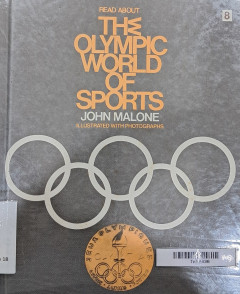 READ ABOUT
8
THE
OLYMPIC
WORLD
OF
SPORTS
JOHN MALONE
ILLUSTRATED WITH PHOTOGRAPHS